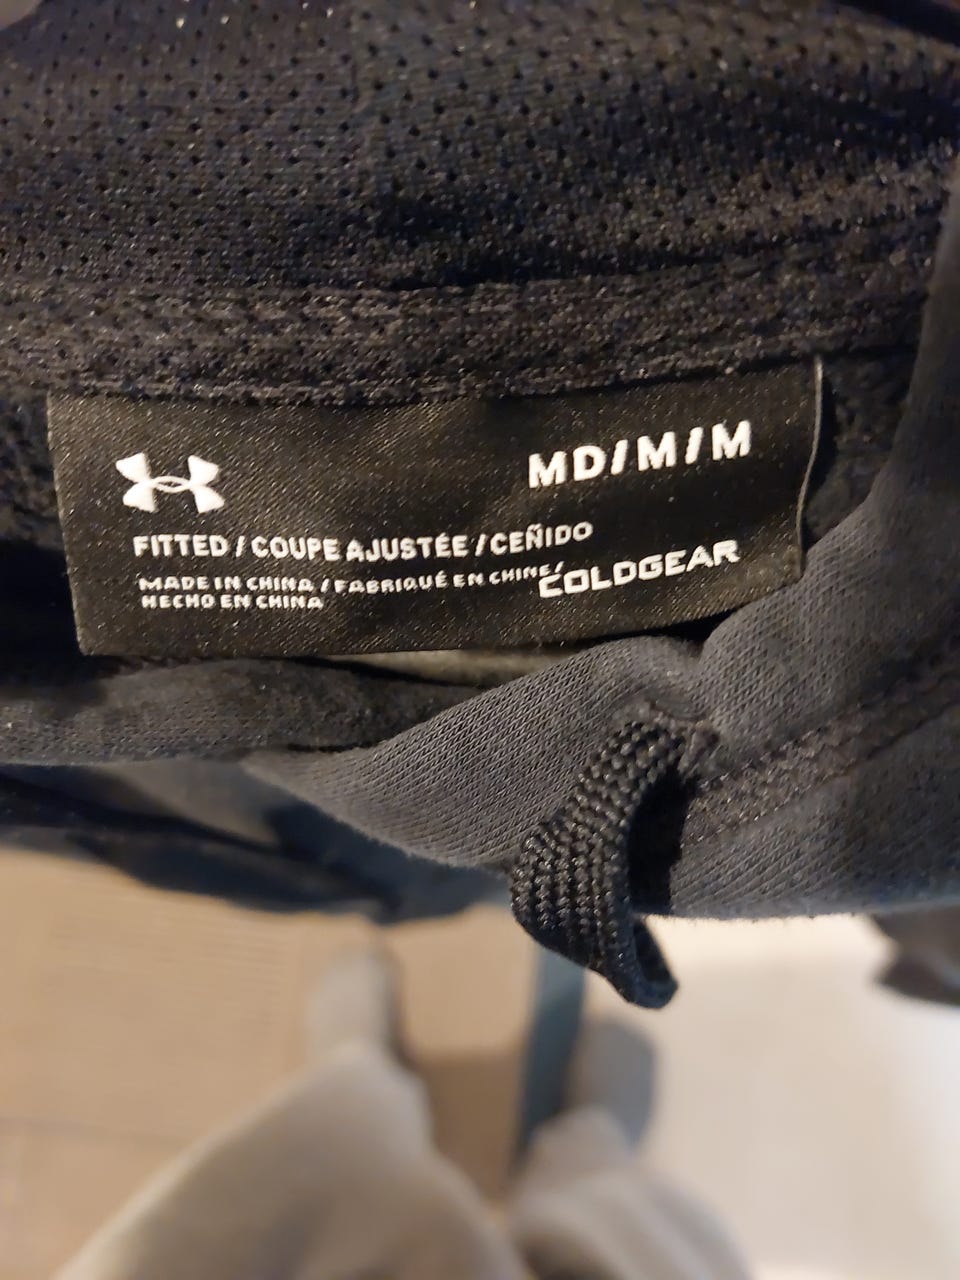 MD/M/M
FITTED / COUPE AJUSTÉE / CEÑIDO
MADE IN CHINA / FABRIQUÉ EN CHINE/
HECHO EN CHINA
COLDGEAR